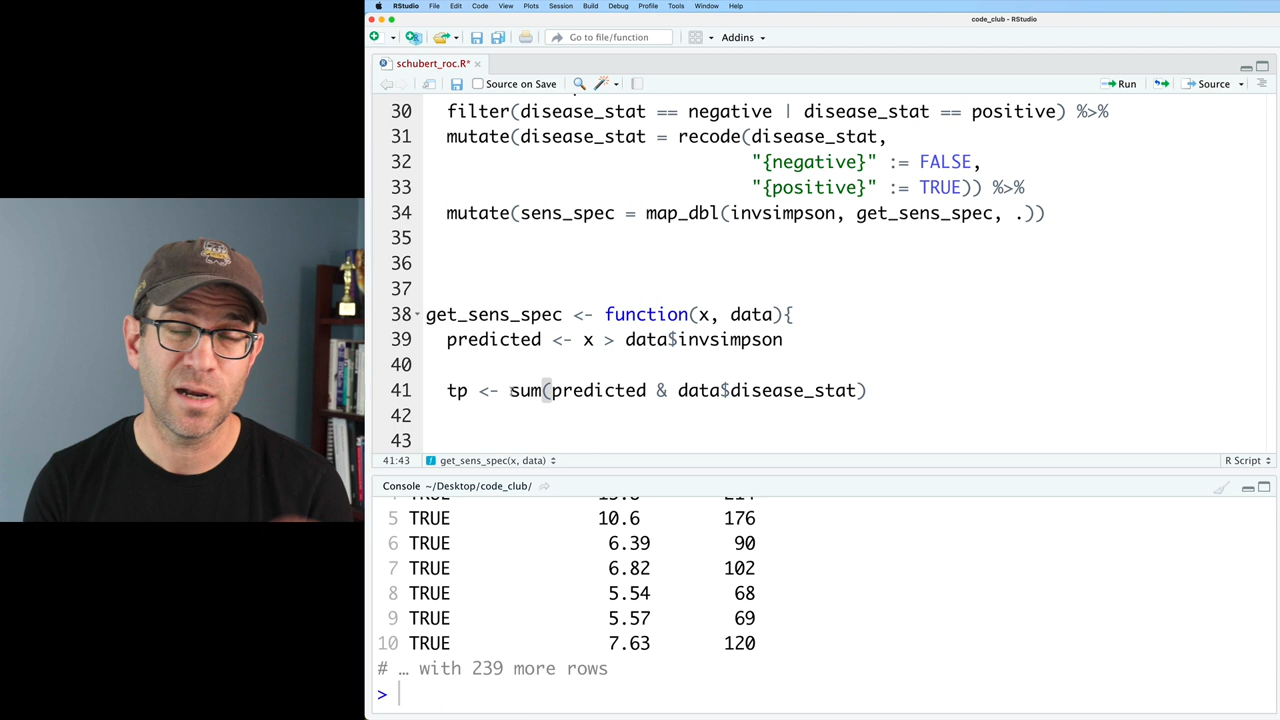 RStudio File Edit Code View Plots Session Build Debug Profile Tools Window Help
code_club - RStudio
Go to file/function Addins
schubert_roc.R*
Source on Save Run Source
30 filter(disease_stat == negative | disease_stat == positive) %>%
31 mutate(disease_stat = recode(disease_stat,
32 "{negative}" := FALSE,
33 "{positive}" := TRUE)) %>%
34 mutate(sens_spec = map_dbl(invsimpson, get_sens_spec, .))
35
36
37
38 get_sens_spec <- function(x, data){
39 predicted <- x > data$invsimpson
40
41 tp <- sum(predicted & data$disease_stat)
42
43
41:43 get_sens_spec(x, data) R Script
Console ~/Desktop/code_club/
5 TRUE 10.6 176
6 TRUE 6.39 90
7 TRUE 6.82 102
8 TRUE 5.54 68
9 TRUE 5.57 69
10 TRUE 7.63 120
# … with 239 more rows
>